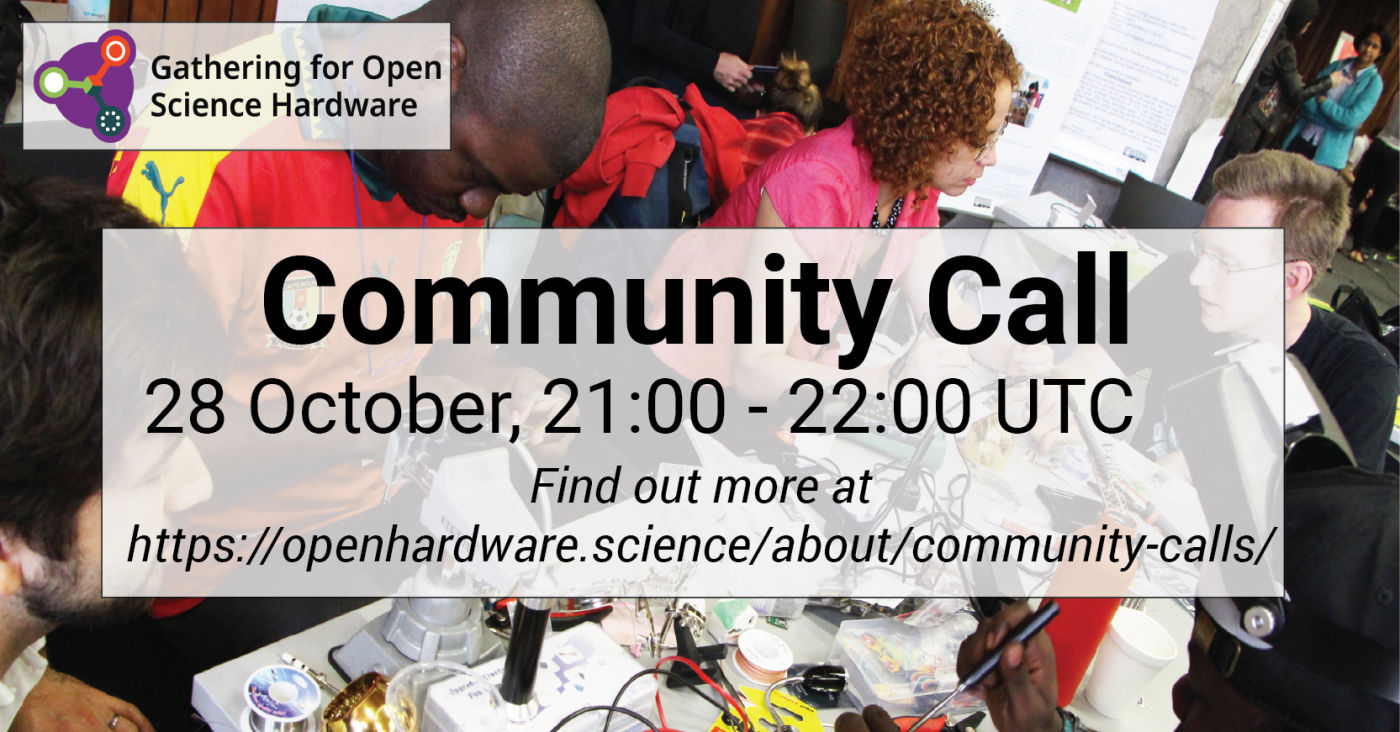 Gathering for Open
Science Hardware
Community Call
28 October, 21:00 - 22:00 UTC
Find out more at
https://openhardware.science/about/community-calls/